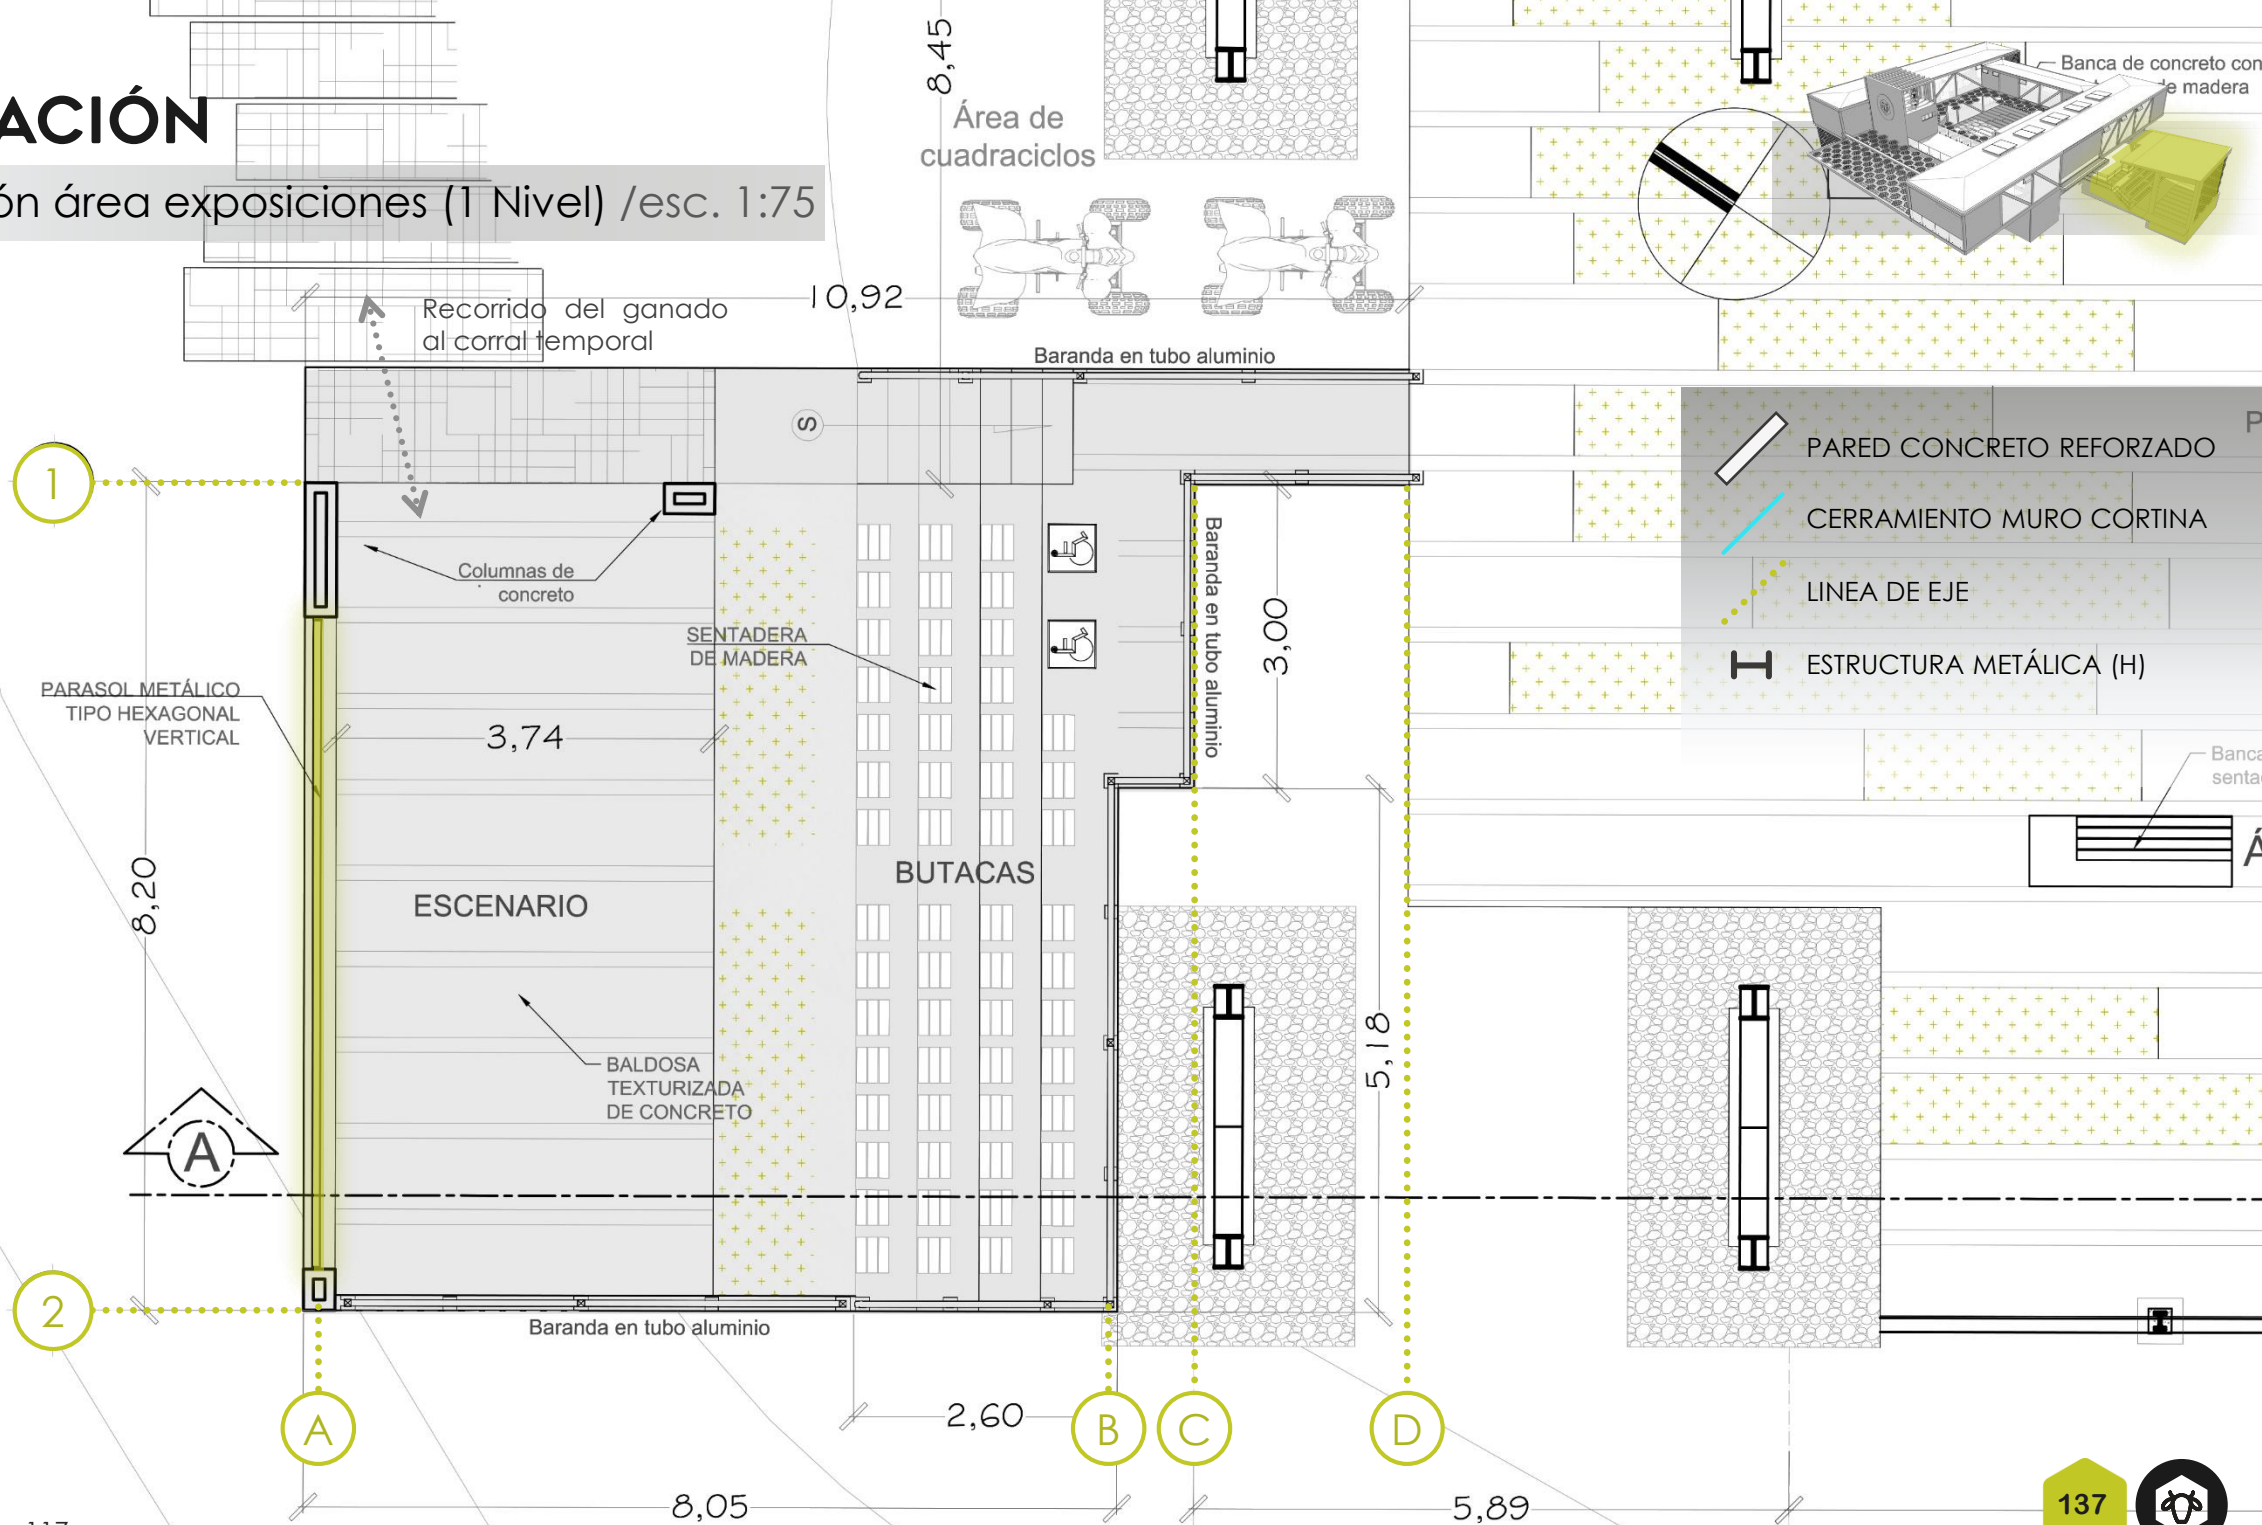 ACIÓN
ón área exposiciones (1 Nivel) /esc. 1:75
8,45
Área de
cuadraciclos
Banca de concreto con
e madera
Recorrido del ganado
al corral temporal
10,92
Baranda en tubo aluminio
S
1
PARED CONCRETO REFORZADO
CERRAMIENTO MURO CORTINA
LINEA DE EJE
ESTRUCTURA METÁLICA (H)
P
Columnas de
concreto
SENTADERA
DE MADERA
Baranda en tubo aluminio
3,00
PARASOL METÁLICO
TIPO HEXAGONAL
VERTICAL
3,74
Banca
senta
8,20
BUTACAS
ESCENARIO
Á
5,18
BALDOSA
TEXTURIZADA
DE CONCRETO
A
2
Baranda en tubo aluminio
A
2,60
B
C
D
8,05
5,89
137